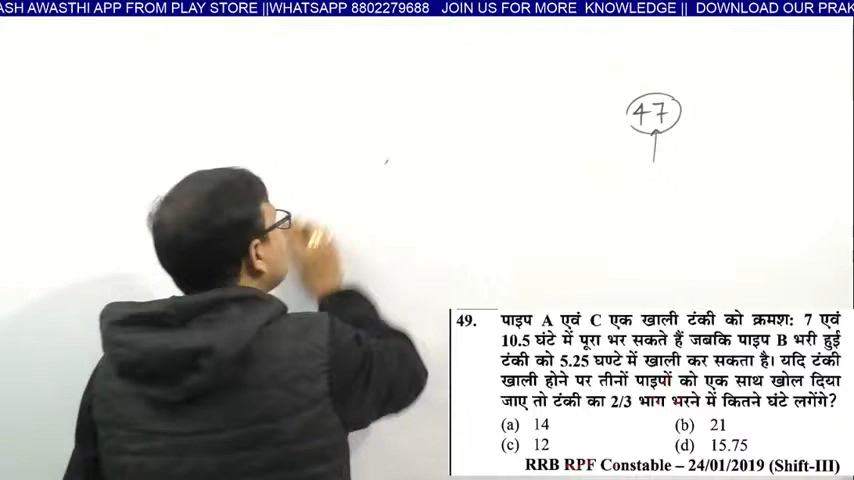 ASH AWASTHI APP FROM PLAY STORE ||WHATSAPP 8802279688 JOIN US FOR MORE KNOWLEDGE || DOWNLOAD OUR PRAK
47
49. पाइप A एवं C एक खाली टंकी को क्रमश: 7 एवं
10.5 घंटे में पूरा भर सकते हैं जबकि पाइप B भरी हुई
टंकी को 5.25 घण्टे में खाली कर सकता है। यदि टंकी
खाली होने पर तीनों पाइपों को एक साथ खोल दिया
जाए तो टंकी का 2/3 भाग भरने में कितने घंटे लगेंगे?
(a) 14 (b) 21
(c) 12 (d) 15.75
RRB RPF Constable – 24/01/2019 (Shift-III)